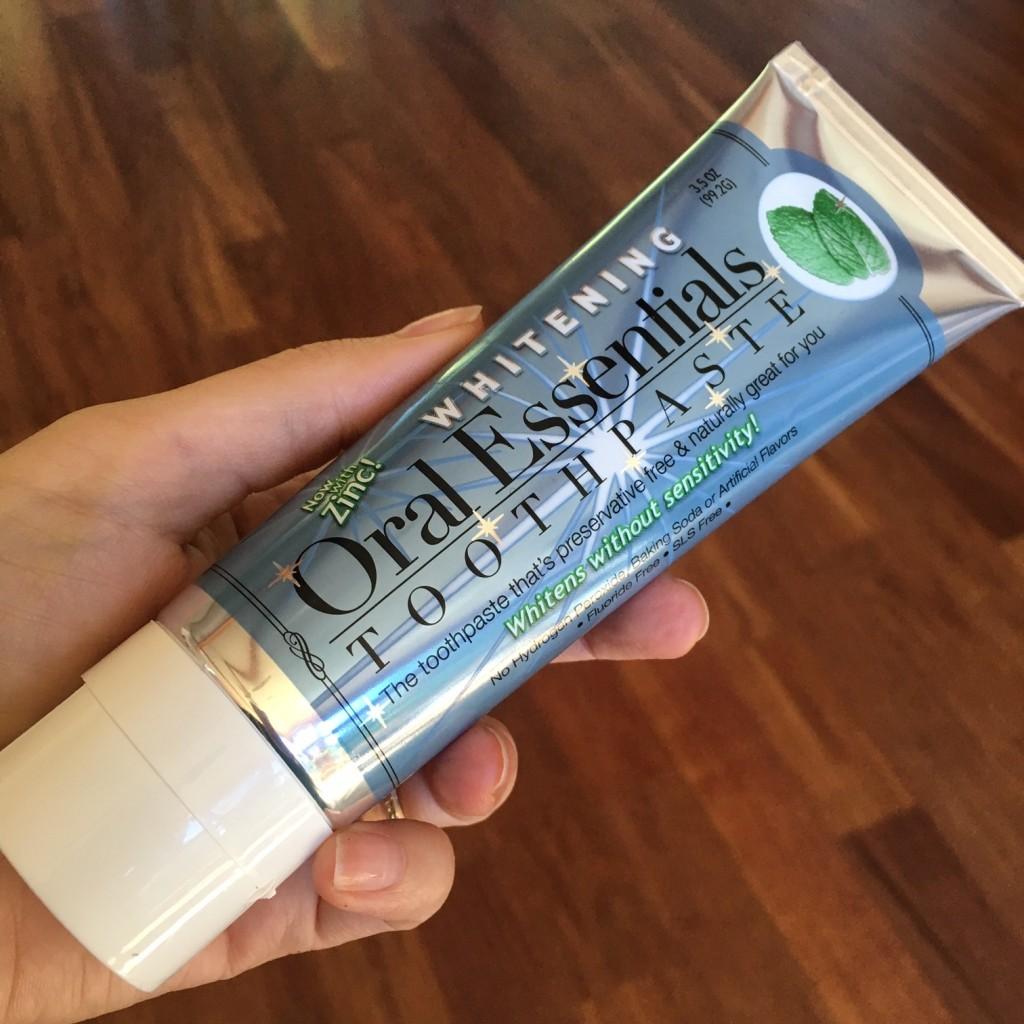 3.5 OZ
(99.2G)
WHITENING
Now
with
Zinc!
Oral Essentials
TOOTHPASTE
The toothpaste that's preservative free & naturally great for you
Whitens without sensitivity!
No Hydrogen Peroxide, Baking Soda or Artificial Flavors
• Fluoride Free • SLS Free •